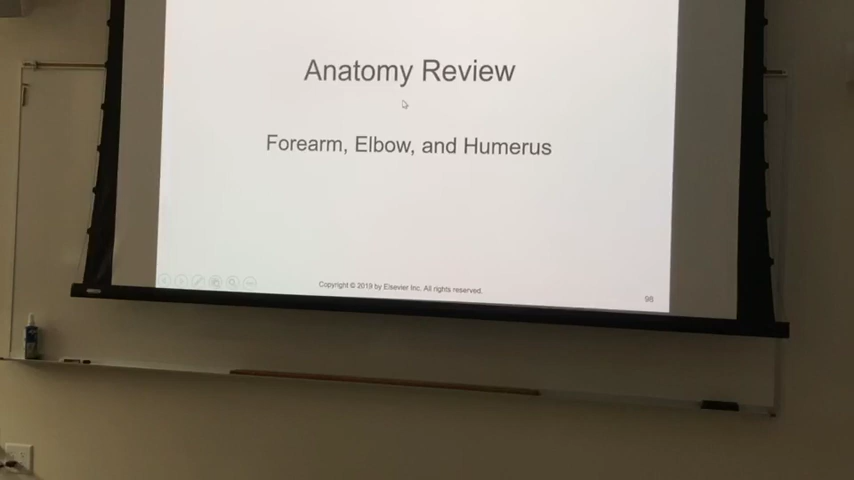 Anatomy Review
Forearm, Elbow, and Humerus
Copyright © 2019 by Elsevier Inc. All rights reserved.
98